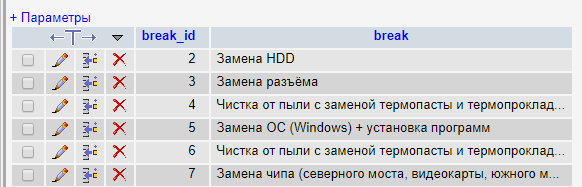 + Параметры
break_id break
2 Замена HDD
3 Замена разъёма
4 Чистка от пыли с заменой термопасты и термопроклад...
5 Замена ОС (Windows) + установка программ
6 Чистка от пыли с заменой термопасты и термопроклад...
7 Замена чипа (северного моста, видеокарты, южного м...